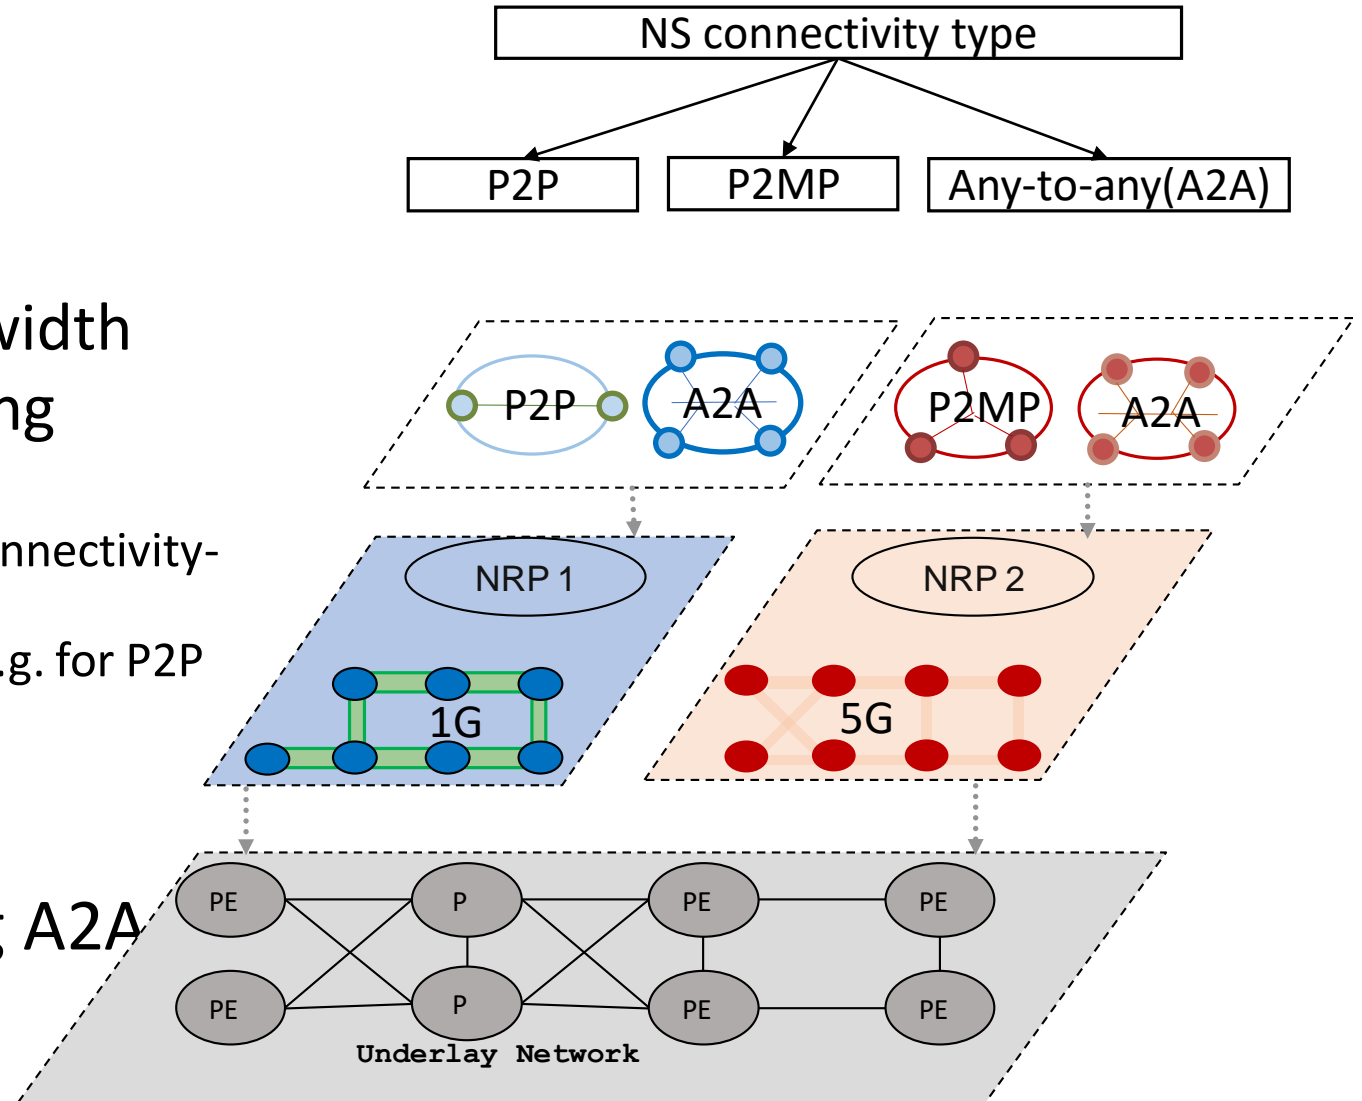 NS connectivity type
P2P
P2MP
Any-to-any(A2A)
width
ng
P2P
A2A
P2MP
A2A
nnectivity-
.g. for P2P
NRP 1
NRP 2
1G
5G
g A2A
PE
P
PE
PE
PE
P
PE
PE
Underlay Network